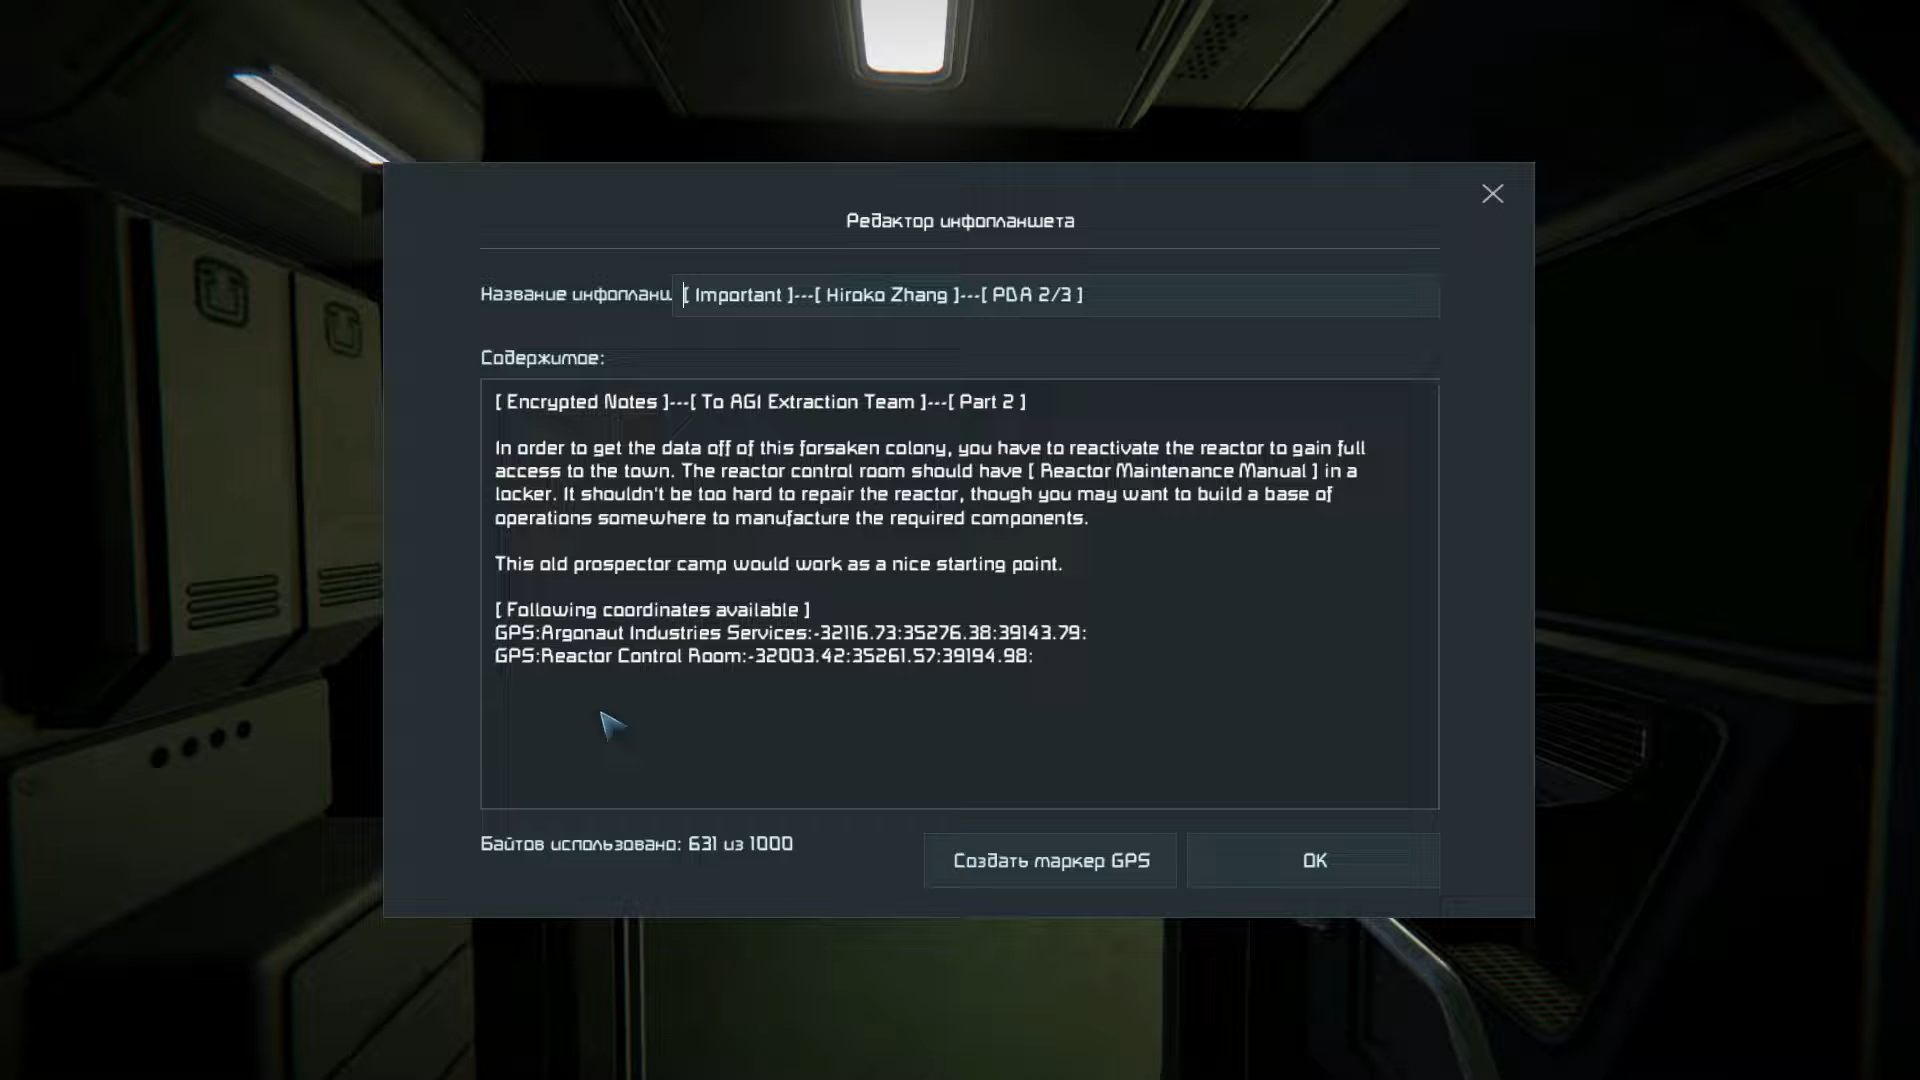 Редактор инфопланшета
Название инфопланш [ Important ]---[ Hiroko Zhang ]---[ PDA 2/3 ]
Содержимое:
[ Encrypted Notes ]---[ To AGI Extraction Team ]---[ Part 2 ]
In order to get the data off of this forsaken colony, you have to reactivate the reactor to gain full
access to the town. The reactor control room should have [ Reactor Maintenance Manual ] in a
locker. It shouldn't be too hard to repair the reactor, though you may want to build a base of
operations somewhere to manufacture the required components.
This old prospector camp would work as a nice starting point.
[ Following coordinates available ]
GPS:Argonaut Industries Services:-32116.73:35276.38:39143.79:
GPS:Reactor Control Room:-32003.42:35261.57:39194.98:
Байтов использовано: 631 из 1000
Создать маркер GPS
OK